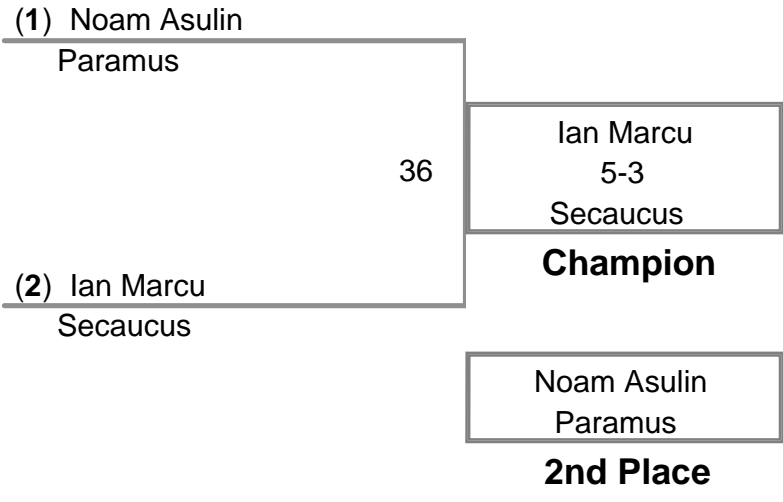 (1) Noam Asulin
Paramus
36
Ian Marcu
5-3
Secaucus
Champion
(2) Ian Marcu
Secaucus
Noam Asulin
Paramus
2nd Place